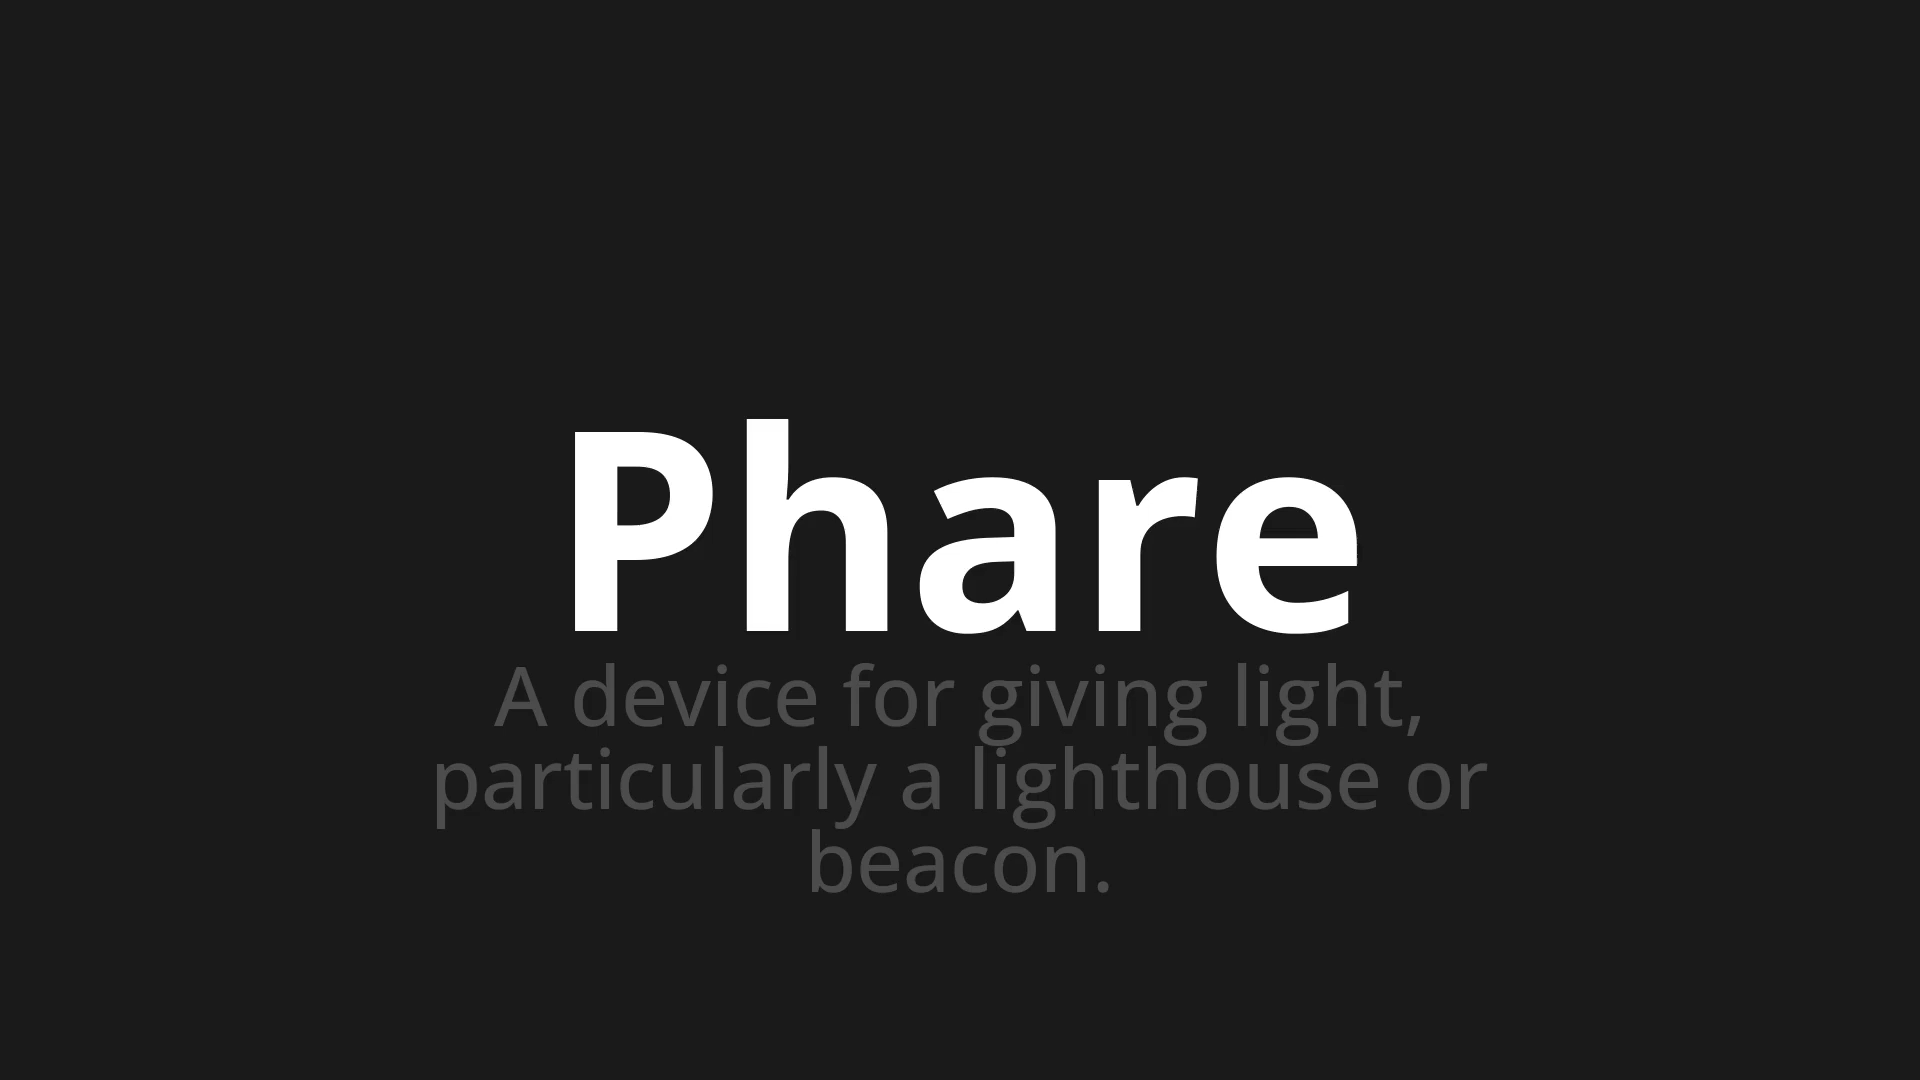 Phare
A device for giving light,
particularly a lighthouse or
beacon.